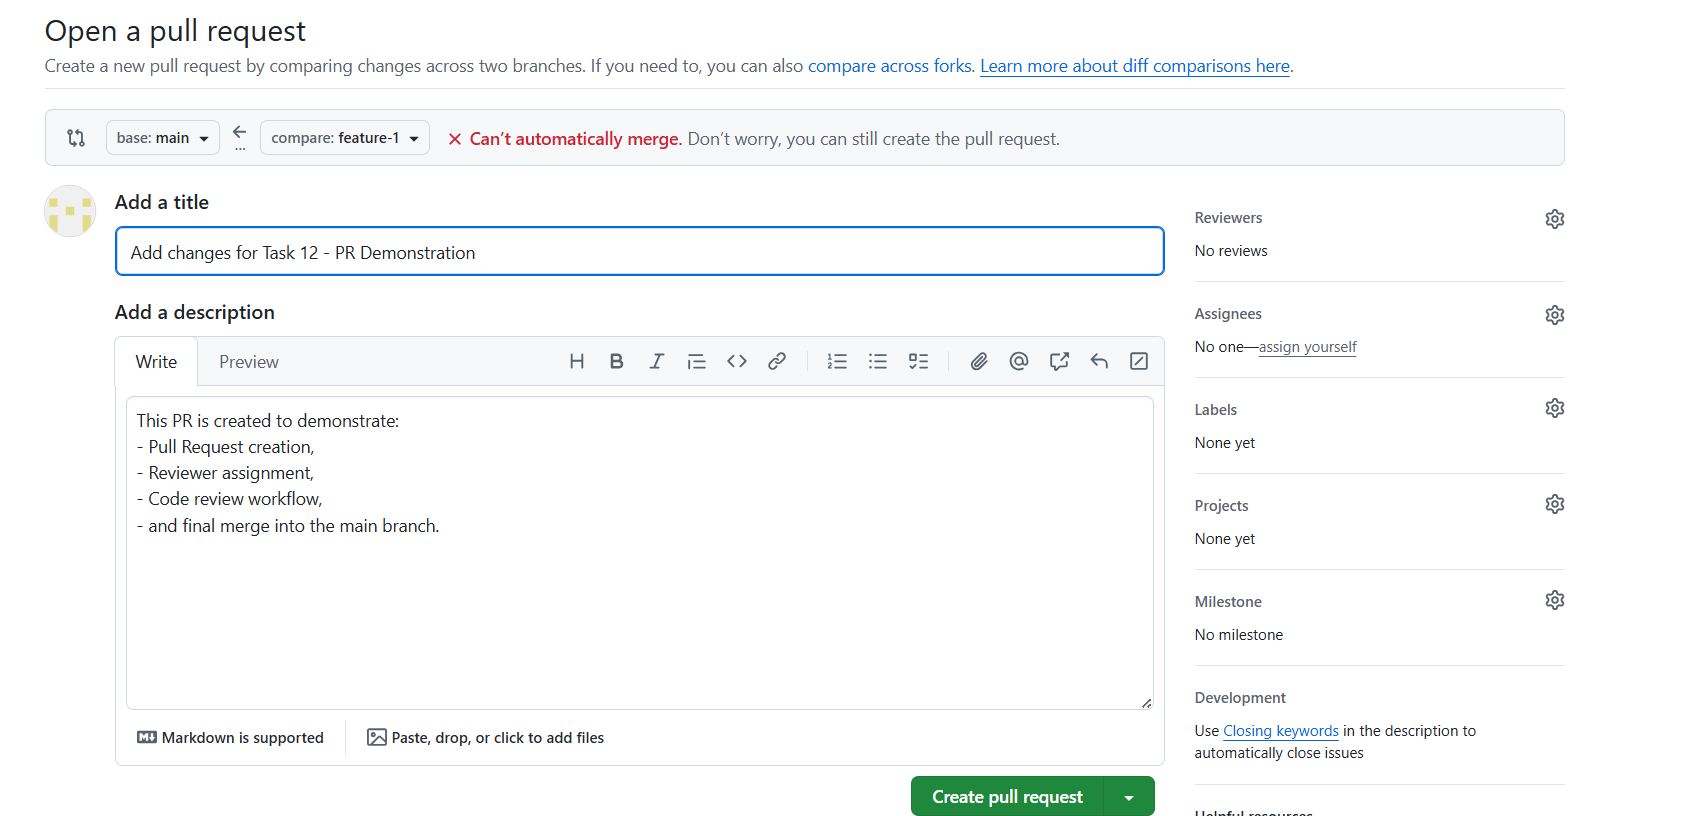 Open a pull request
Create a new pull request by comparing changes across two branches. If you need to, you can also compare across forks. Learn more about diff comparisons here.
base: main
...
compare: feature-1
Can't automatically merge. Don't worry, you can still create the pull request.
Add a title
Add changes for Task 12 - PR Demonstration
Add a description
Write
Preview
This PR is created to demonstrate:
- Pull Request creation,
- Reviewer assignment,
- Code review workflow,
- and final merge into the main branch.
Markdown is supported
Paste, drop, or click to add files
Create pull request
Reviewers
No reviews
Assignees
No one—assign yourself
Labels
None yet
Projects
None yet
Milestone
No milestone
Development
Use Closing keywords in the description to
automatically close issues
Helpful resources